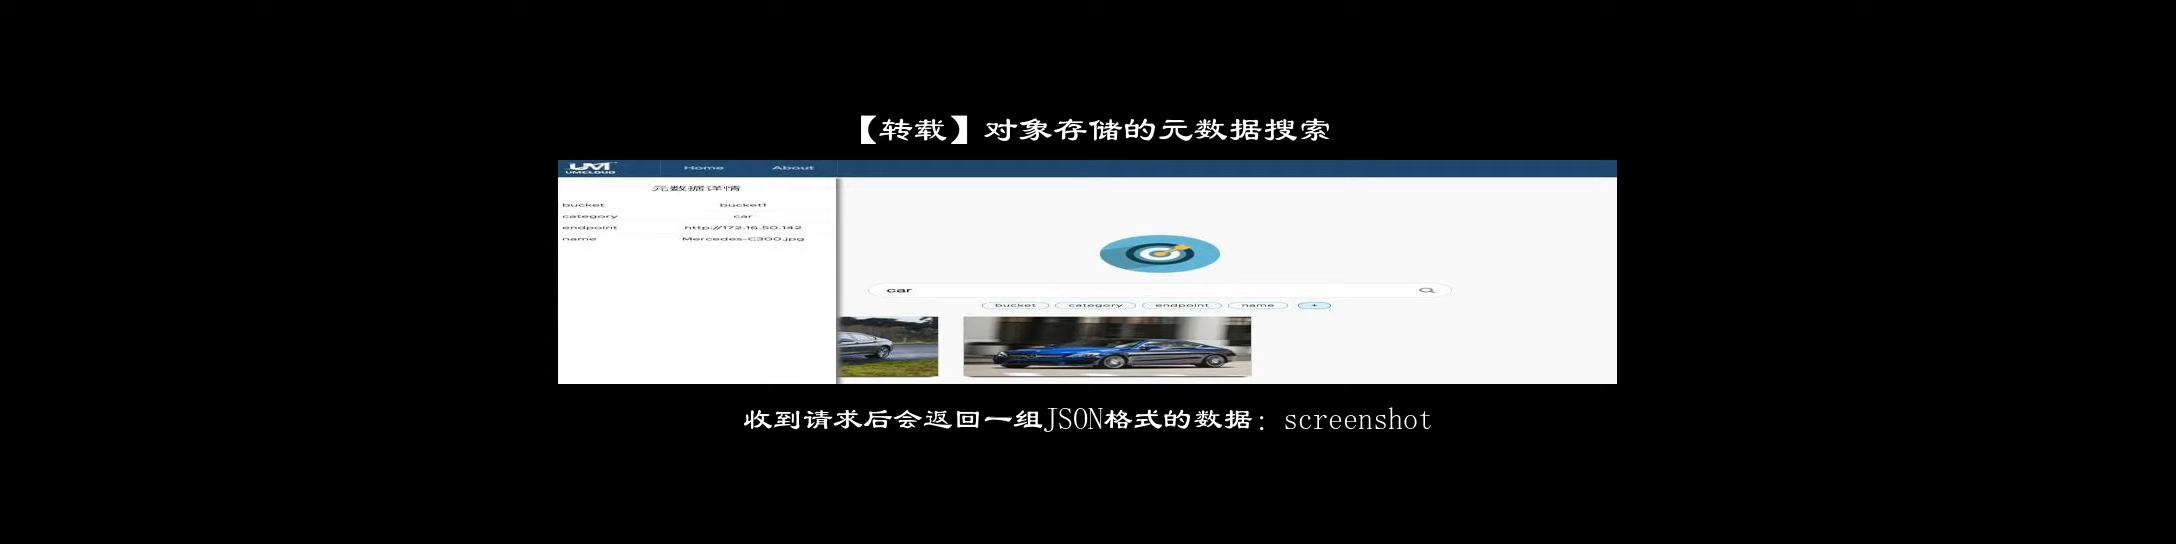 【转载】对象存储的元数据搜索
UM
UMCLOUD
Home About
元数据详情
bucket bucket1
category car
endpoint http://172.16.50.142
name Mercedes-C300.jpg
car
bucket category endpoint name +
收到请求后会返回一组JSON格式的数据：screenshot